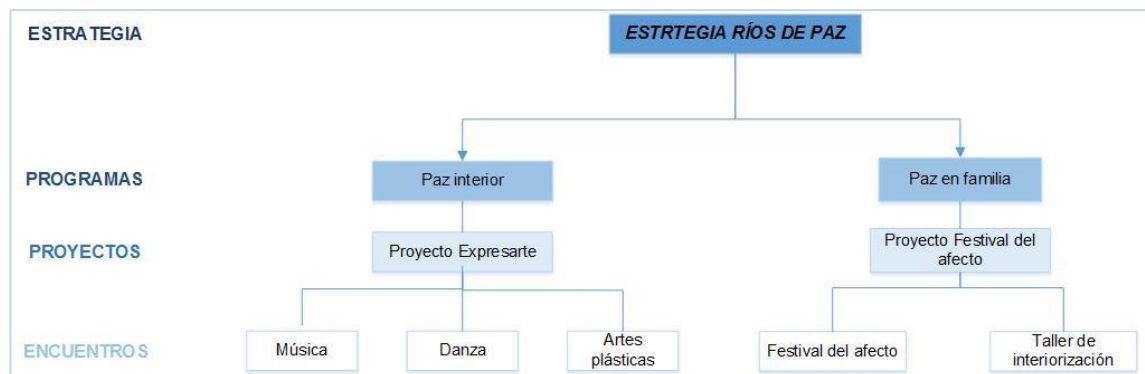 ESTRATEGIA
ESTRTEGIA RÍOS DE PAZ
PROGRAMAS
Paz interior
Paz en familia
PROYECTOS
Proyecto Expresarte
Proyecto Festival del
afecto
ENCUENTROS
Música
Danza
Artes
plásticas
Festival del afecto
Taller de
interiorización